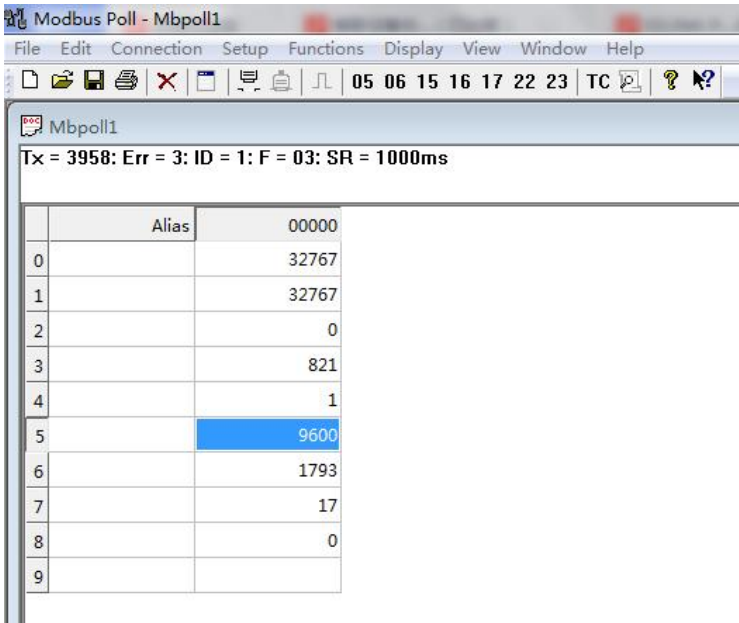 Modbus Poll - Mbpoll1
File Edit Connection Setup Functions Display View Window Help
05 06 15 16 17 22 23 TC
Mbpoll1
Tx = 3958: Err = 3: ID = 1: F = 03: SR = 1000ms
Alias 00000
0 32767
1 32767
2 0
3 821
4 1
5 9600
6 1793
7 17
8 0
9